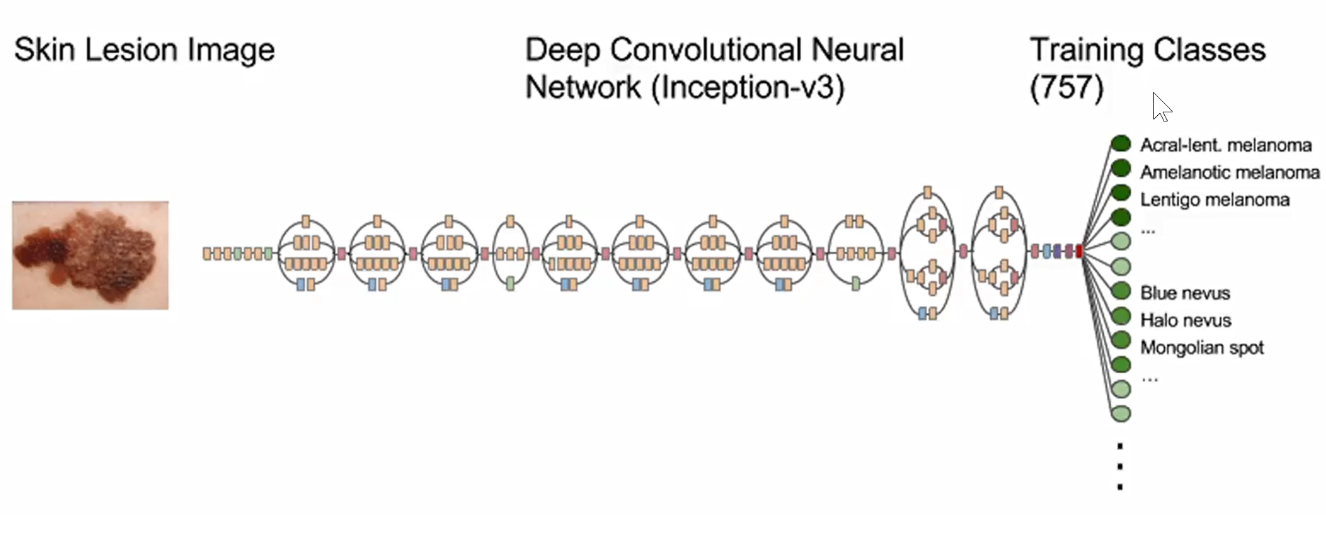 Skin Lesion Image
Deep Convolutional Neural
Network (Inception-v3)
Training Classes
(757)
Acral-lent. melanoma
Amelanotic melanoma
Lentigo melanoma
...
Blue nevus
Halo nevus
Mongolian spot
...